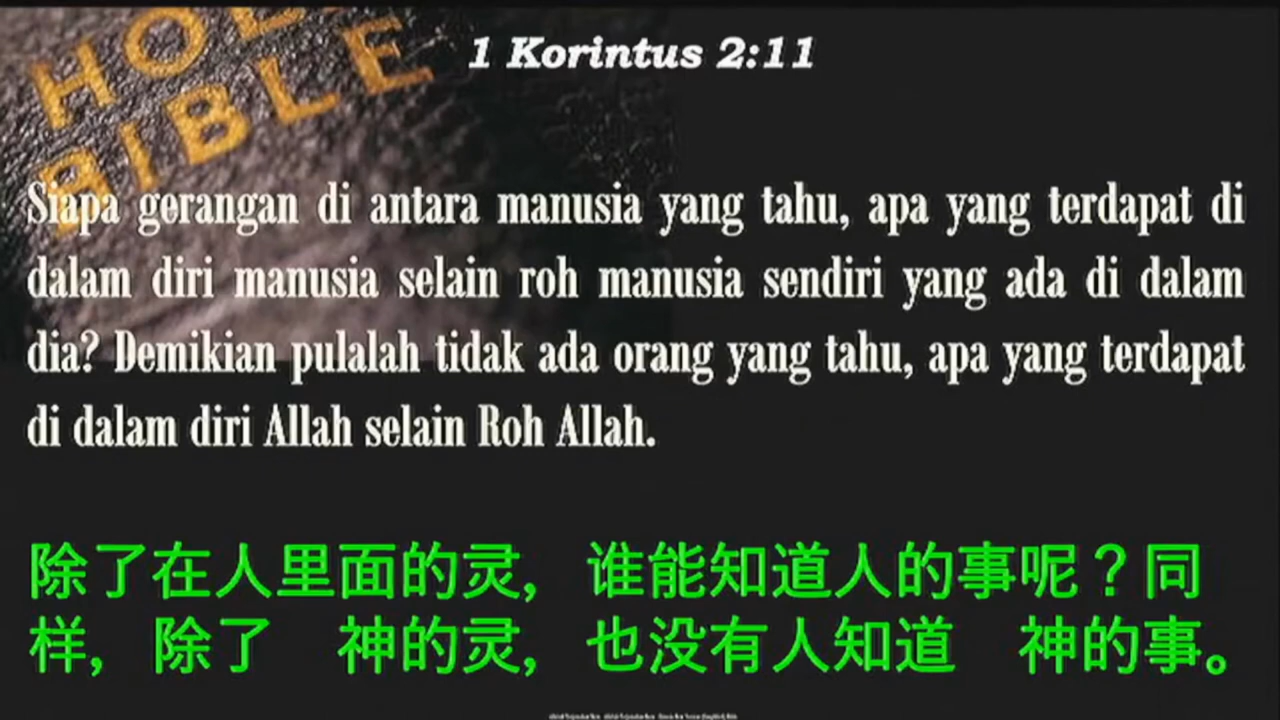 HOLY
BIBLE
1 Korintus 2:11
Siapa gerangan di antara manusia yang tahu, apa yang terdapat di
dalam diri manusia selain roh manusia sendiri yang ada di dalam
dia? Demikian pulalah tidak ada orang yang tahu, apa yang terdapat
di dalam diri Allah selain Roh Allah.
除了在人里面的灵， 谁能知道人的事呢？同
样， 除了　神的灵， 也没有人知道　神的事。